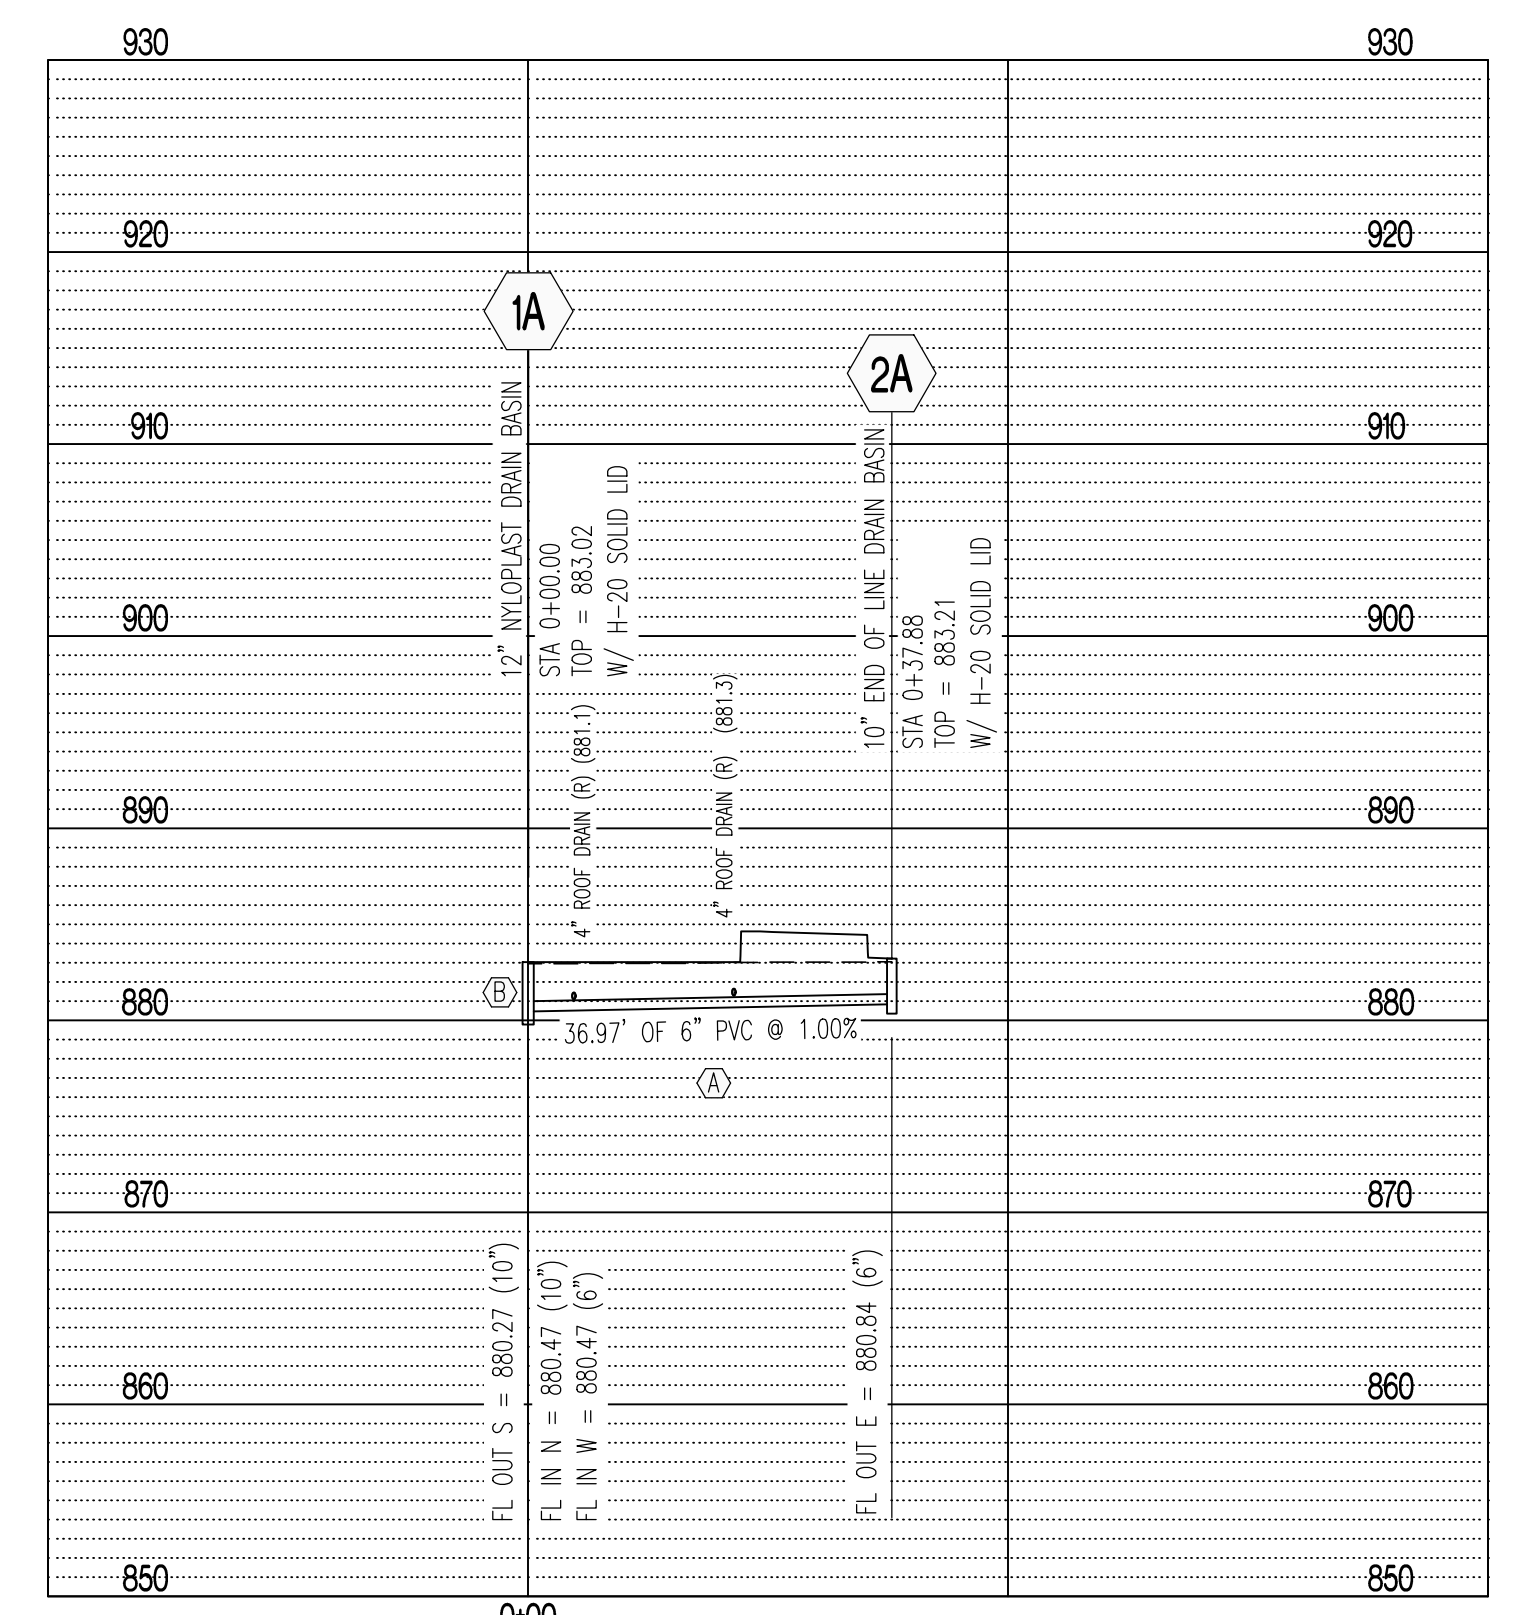 930 930
920 920
1A
2A
910 910
12" NYLOPLAST DRAIN BASIN
STA 0+00.00
TOP = 883.02
W/ H-20 SOLID LID
10" END OF LINE DRAIN BASIN
STA 0+37.88
TOP = 883.21
W/ H-20 SOLID LID
900 900
4" ROOF DRAIN (R) (881.1)
4" ROOF DRAIN (R) (881.3)
890 890
B
880 880
36.97' OF 6" PVC @ 1.00%
A
870 870
FL OUT S = 880.27 (10")
FL IN N = 880.47 (10")
FL IN W = 880.47 (6")
FL OUT E = 880.84 (6")
860 860
850 850
0+00